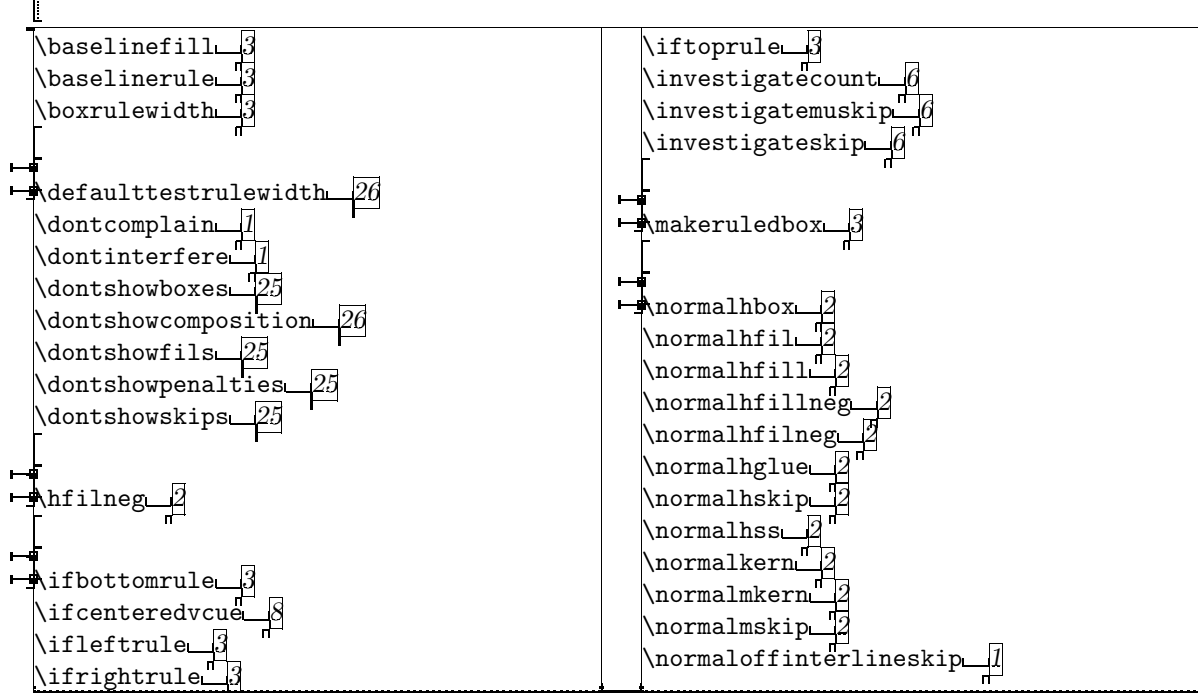 \baselinefill 3
\baselinerule 3
\boxrulewidth 3
\defaulttestrulewidth 26
\dontcomplain 1
\dontinterfere 1
\dontshowboxes 25
\dontshowcomposition 26
\dontshowfils 25
\dontshowpenalties 25
\dontshowskips 25
\hfilneg 2
\ifbottomrule 3
\ifcenteredvcue 8
\ifleftrule 3
\ifrightrule 3
\iftoprule 3
\investigatecount 6
\investigatemuskip 6
\investigateskip 6
\makeruledbox 3
\normalhbox 2
\normalhfil 2
\normalhfill 2
\normalhfillneg 2
\normalhfilneg 2
\normalhglue 2
\normalhskip 2
\normalhss 2
\normalkern 2
\normalmkern 2
\normalmskip 2
\normaloffinterlineskip 1